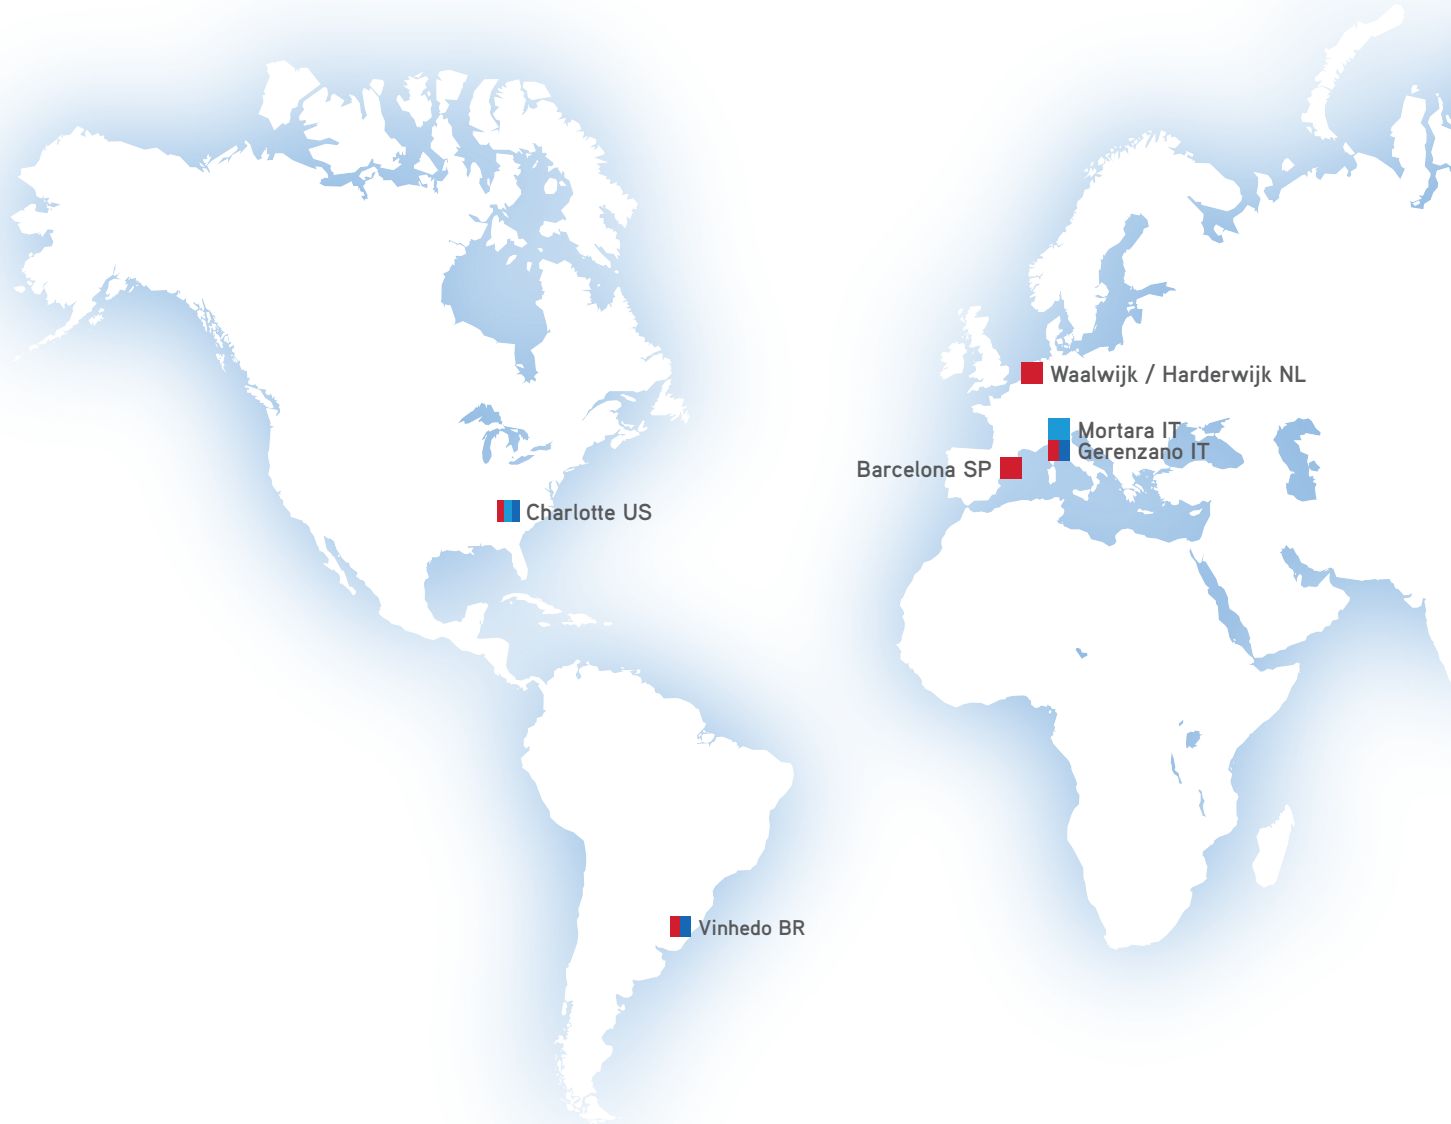 Waalwijk / Harderwijk NL
Mortara IT
Gerenzano IT
Barcelona SP
Charlotte US
Vinhedo BR